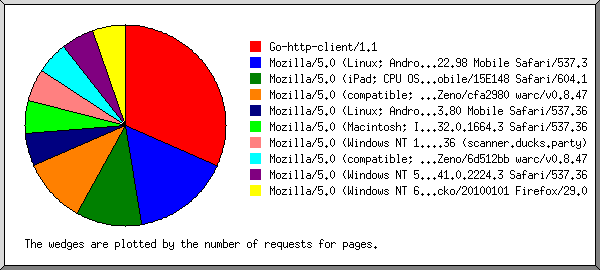 Go-http-client/1.1
Mozilla/5.0 (Linux; Andro...22.98 Mobile Safari/537.3
Mozilla/5.0 (iPad; CPU OS...obile/15E148 Safari/604.1
Mozilla/5.0 (compatible; ...Zeno/cfa2980 warc/v0.8.47
Mozilla/5.0 (Linux; Andro...3.80 Mobile Safari/537.36
Mozilla/5.0 (Macintosh; I...32.0.1664.3 Safari/537.36
Mozilla/5.0 (Windows NT 1...36 (scanner.ducks.party)
Mozilla/5.0 (compatible; ...Zeno/6d512bb warc/v0.8.47
Mozilla/5.0 (Windows NT 5...41.0.2224.3 Safari/537.36
Mozilla/5.0 (Windows NT 6...cko/20100101 Firefox/29.0
The wedges are plotted by the number of requests for pages.